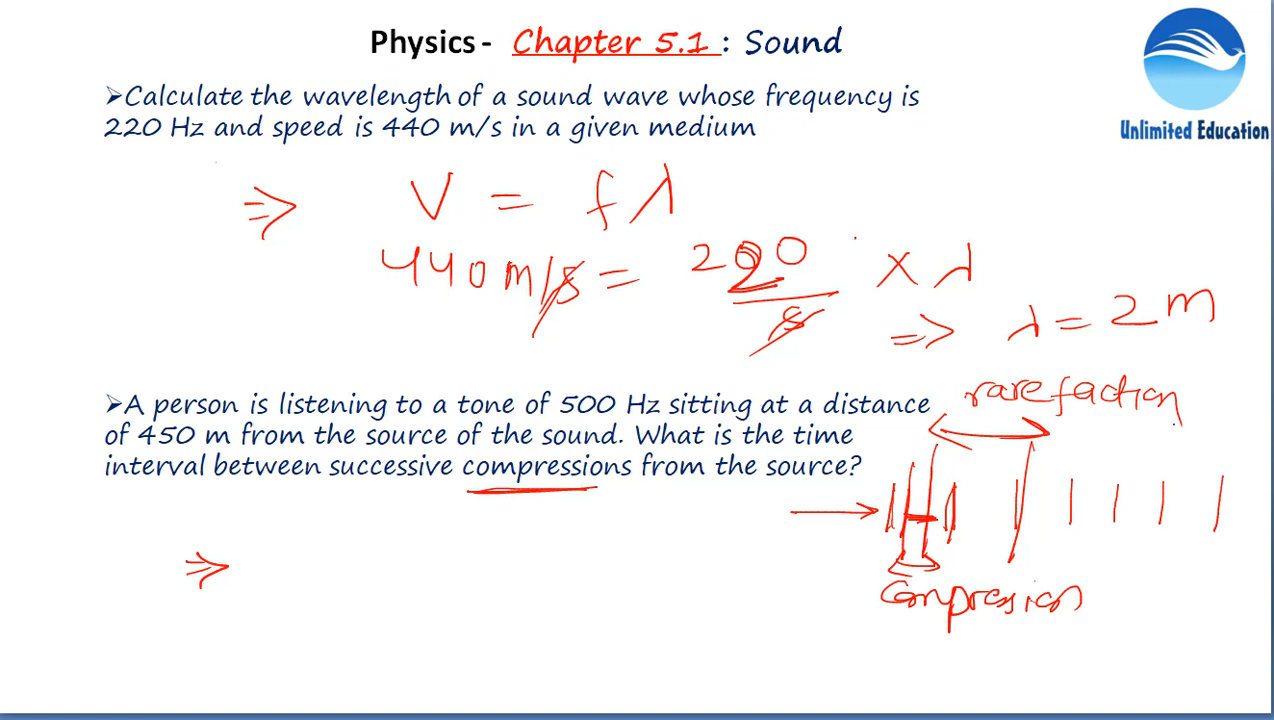 Physics - Chapter 5.1 : Sound
Unlimited Education
➢Calculate the wavelength of a sound wave whose frequency is
220 Hz and speed is 440 m/s in a given medium
⇒ V = f λ
440 m/s = 220/s × λ
⇒ λ = 2 m
➢A person is listening to a tone of 500 Hz sitting at a distance
of 450 m from the source of the sound. What is the time
interval between successive compressions from the source?
rarefaction
⇒
Compression